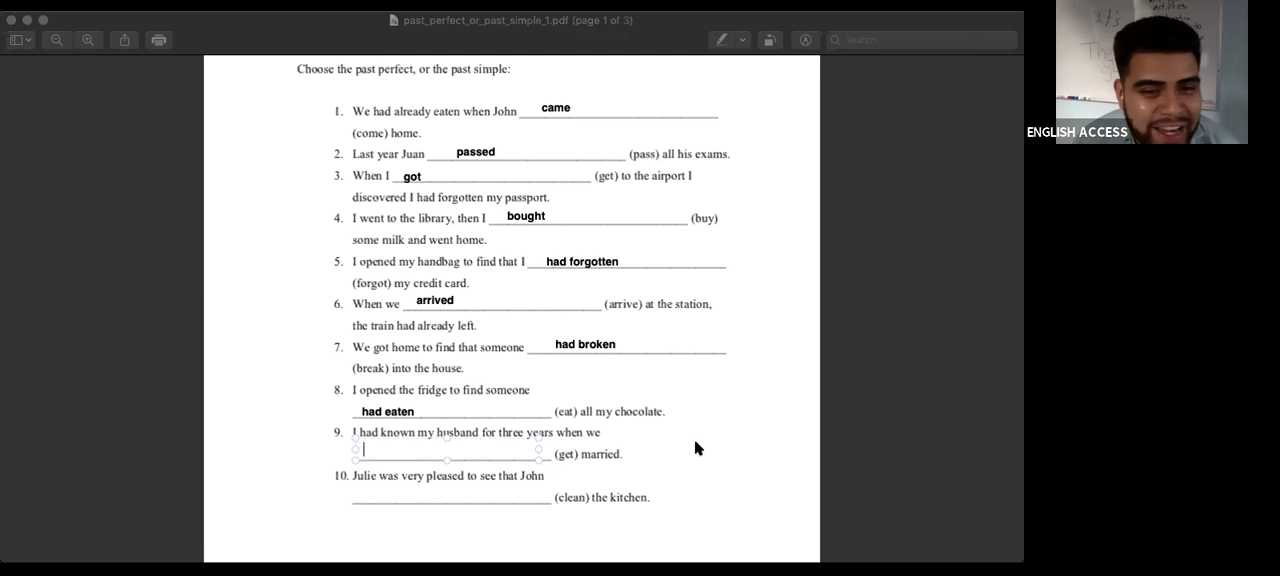 past_perfect_or_past_simple_1.pdf (page 1 of 3)
Search
Choose the past perfect, or the past simple:
1. We had already eaten when John came
(come) home.
2. Last year Juan passed (pass) all his exams.
3. When I got (get) to the airport I
discovered I had forgotten my passport.
4. I went to the library, then I bought (buy)
some milk and went home.
5. I opened my handbag to find that I had forgotten
(forgot) my credit card.
6. When we arrived (arrive) at the station,
the train had already left.
7. We got home to find that someone had broken
(break) into the house.
8. I opened the fridge to find someone
had eaten (eat) all my chocolate.
9. I had known my husband for three years when we
(get) married.
10. Julie was very pleased to see that John
(clean) the kitchen.
activities
It's
ENGLISH ACCESS